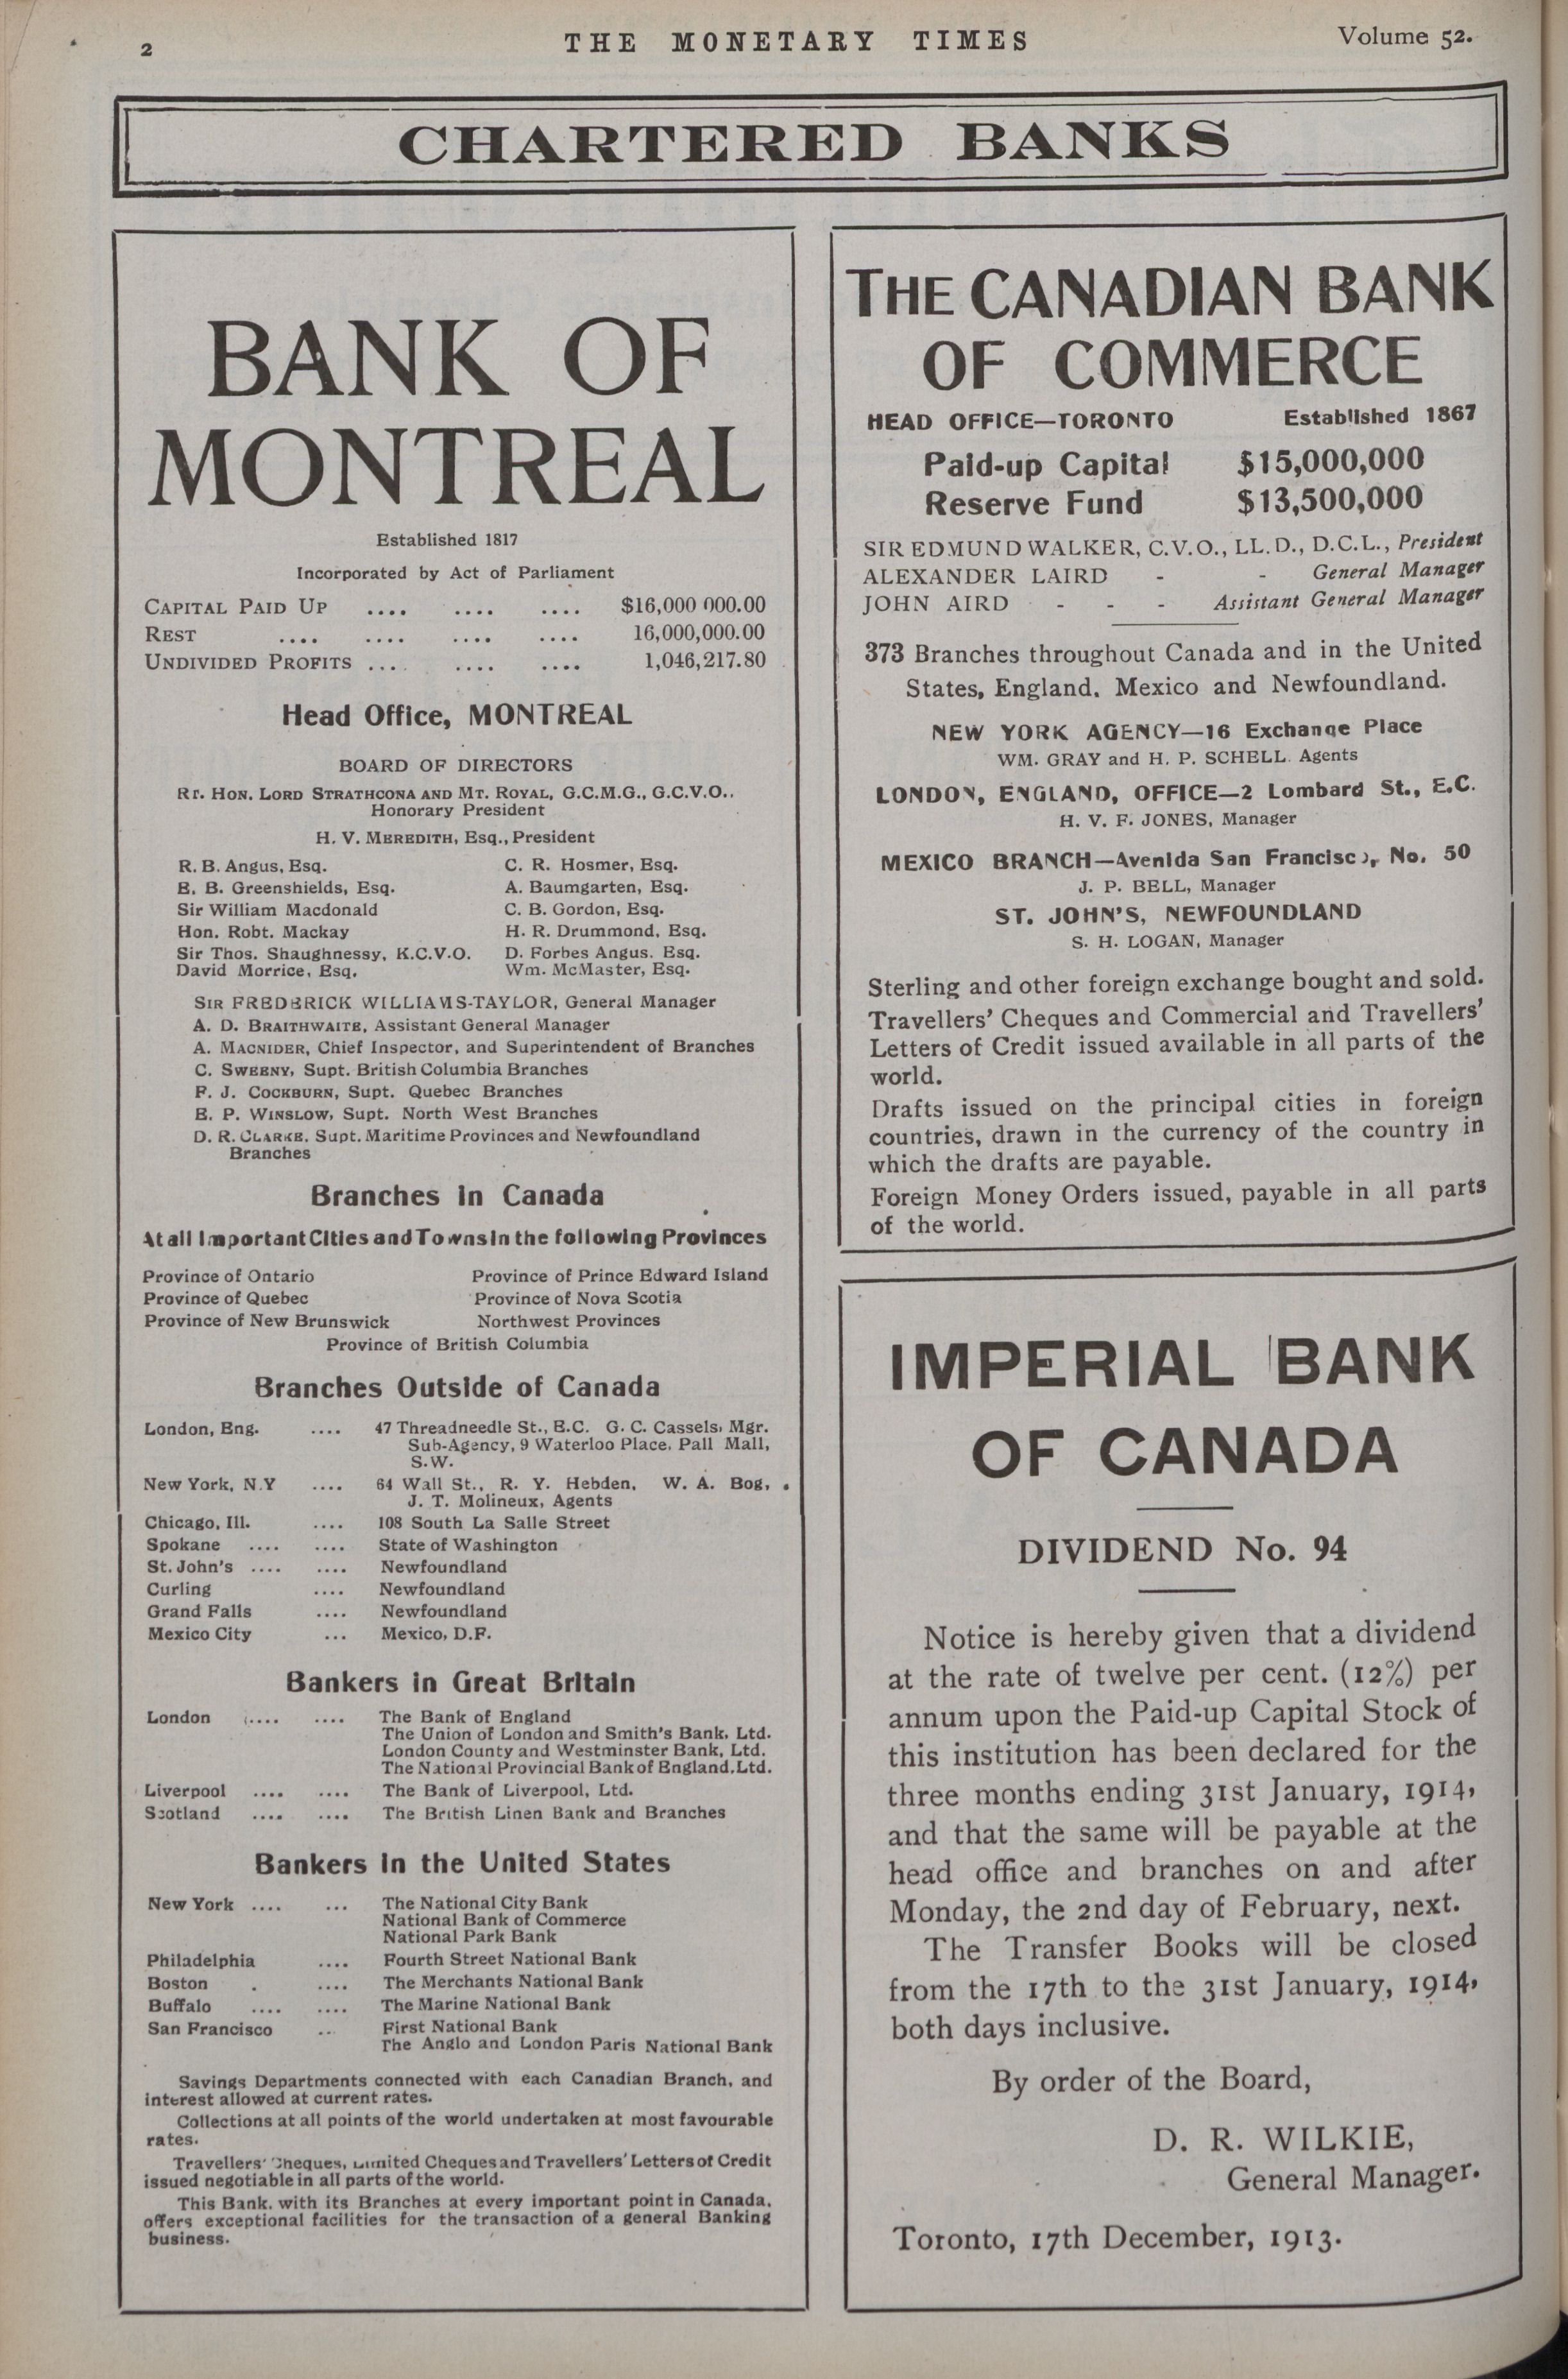 2
THE MONETARY TIMES
Volume 52.
CHARTERED BANKS
BANK OF
MONTREAL
Established 1817
Incorporated by Act of Parliament
CAPITAL PAID UP .... .... .... $16,000 000.00
REST .... .... .... .... 16,000,000.00
UNDIVIDED PROFITS .... .... .... 1,046,217.80
Head Office, MONTREAL
BOARD OF DIRECTORS
RT. HON. LORD STRATHCONA AND MT. ROYAL, G.C.M.G., G.C.V.O.,
Honorary President
H. V. MEREDITH, Esq., President
R. B. Angus, Esq. C. R. Hosmer, Esq.
E. B. Greenshields, Esq. A. Baumgarten, Esq.
Sir William Macdonald C. B. Gordon, Esq.
Hon. Robt. Mackay H. R. Drummond, Esq.
Sir Thos. Shaughnessy, K.C.V.O. D. Forbes Angus. Esq.
David Morrice, Esq. Wm. McMaster, Esq.
SIR FREDERICK WILLIAMS-TAYLOR, General Manager
A. D. BRAITHWAITE, Assistant General Manager
A. MACNIDER, Chief Inspector, and Superintendent of Branches
C. SWEENY, Supt. British Columbia Branches
F. J. COCKBURN, Supt. Quebec Branches
E. P. WINSLOW, Supt. North West Branches
D. R. CLARKE, Supt. Maritime Provinces and Newfoundland
Branches
Branches in Canada
At all Important Cities and Towns in the following Provinces
Province of Ontario Province of Prince Edward Island
Province of Quebec Province of Nova Scotia
Province of New Brunswick Northwest Provinces
Province of British Columbia
Branches Outside of Canada
London, Eng. .... 47 Threadneedle St., E.C. G. C. Cassels, Mgr.
Sub-Agency, 9 Waterloo Place, Pall Mall,
S.W.
New York, N.Y .... 64 Wall St., R. Y. Hebden, W. A. Bog,
J. T. Molineux, Agents
Chicago, Ill. .... 108 South La Salle Street
Spokane .... .... State of Washington
St. John's .... .... Newfoundland
Curling .... Newfoundland
Grand Falls .... Newfoundland
Mexico City ... Mexico, D.F.
Bankers in Great Britain
London .... .... The Bank of England
The Union of London and Smith's Bank, Ltd.
London County and Westminster Bank, Ltd.
The National Provincial Bank of England, Ltd.
Liverpool .... .... The Bank of Liverpool, Ltd.
Scotland .... .... The British Linen Bank and Branches
Bankers in the United States
New York .... ... The National City Bank
National Bank of Commerce
National Park Bank
Philadelphia .... Fourth Street National Bank
Boston . .... The Merchants National Bank
Buffalo .... .... The Marine National Bank
San Francisco ... First National Bank
The Anglo and London Paris National Bank
Savings Departments connected with each Canadian Branch, and
interest allowed at current rates.
Collections at all points of the world undertaken at most favourable
rates.
Travellers' Cheques, Limited Cheques and Travellers' Letters of Credit
issued negotiable in all parts of the world.
This Bank, with its Branches at every important point in Canada,
offers exceptional facilities for the transaction of a general Banking
business.
THE CANADIAN BANK
OF COMMERCE
HEAD OFFICE—TORONTO Established 1867
Paid-up Capital $15,000,000
Reserve Fund $13,500,000
SIR EDMUND WALKER, C.V.O., LL.D., D.C.L., President
ALEXANDER LAIRD - - General Manager
JOHN AIRD - - - Assistant General Manager
373 Branches throughout Canada and in the United
States, England, Mexico and Newfoundland.
NEW YORK AGENCY—16 Exchange Place
WM. GRAY and H. P. SCHELL. Agents
LONDON, ENGLAND, OFFICE—2 Lombard St., E.C.
H. V. F. JONES, Manager
MEXICO BRANCH—Avenida San Francisco, No. 50
J. P. BELL, Manager
ST. JOHN'S, NEWFOUNDLAND
S. H. LOGAN, Manager
Sterling and other foreign exchange bought and sold.
Travellers' Cheques and Commercial and Travellers'
Letters of Credit issued available in all parts of the
world.
Drafts issued on the principal cities in foreign
countries, drawn in the currency of the country in
which the drafts are payable.
Foreign Money Orders issued, payable in all parts
of the world.
IMPERIAL BANK
OF CANADA
DIVIDEND No. 94
Notice is hereby given that a dividend
at the rate of twelve per cent. (12%) per
annum upon the Paid-up Capital Stock of
this institution has been declared for the
three months ending 31st January, 1914,
and that the same will be payable at the
head office and branches on and after
Monday, the 2nd day of February, next.
The Transfer Books will be closed
from the 17th to the 31st January, 1914,
both days inclusive.
By order of the Board,
D. R. WILKIE,
General Manager.
Toronto, 17th December, 1913.